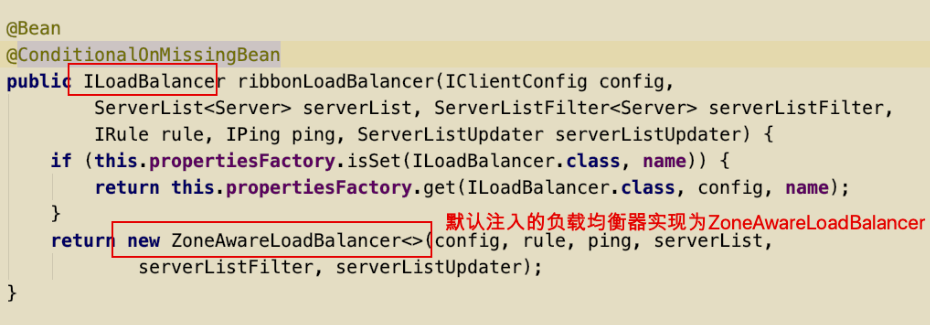 @Bean
@ConditionalOnMissingBean
public ILoadBalancer ribbonLoadBalancer(IClientConfig config,
ServerList<Server> serverList, ServerListFilter<Server> serverListFilter,
IRule rule, IPing ping, ServerListUpdater serverListUpdater) {
if (this.propertiesFactory.isSet(ILoadBalancer.class, name)) {
return this.propertiesFactory.get(ILoadBalancer.class, config, name);
}
默认注入的负载均衡器实现为ZoneAwareLoadBalancer
return new ZoneAwareLoadBalancer<>(config, rule, ping, serverList,
serverListFilter, serverListUpdater);
}